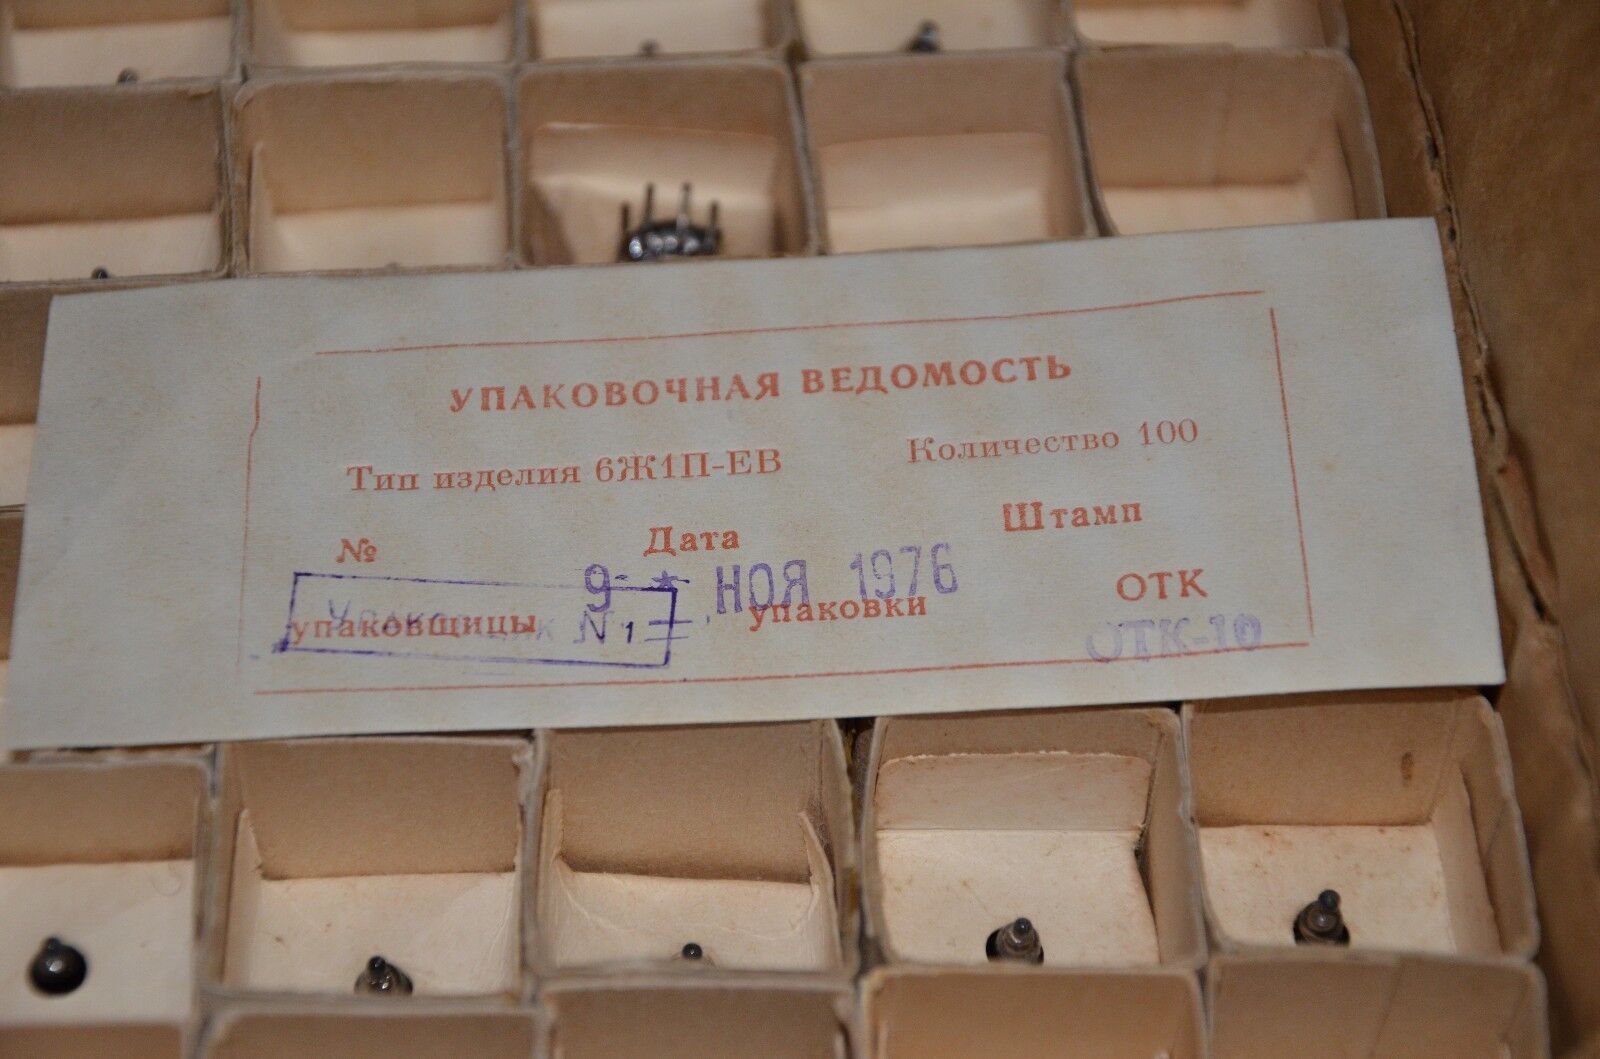 УПАКОВОЧНАЯ ВЕДОМОСТЬ
Тип изделия 6Ж1П-ЕВ Количество 100
№ Дата Штамп
9 НОЯ 1976
упаковщицы упаковки ОТК
№1
ОТК-10